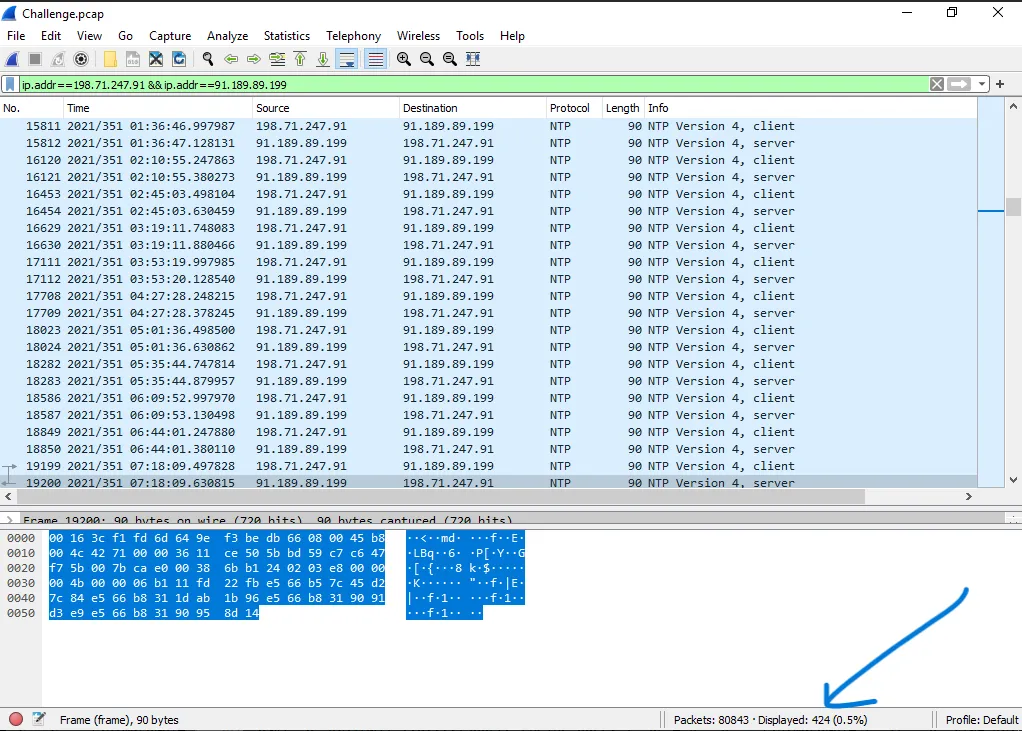 Challenge.pcap
File Edit View Go Capture Analyze Statistics Telephony Wireless Tools Help
ip.addr==198.71.247.91 &&ip.addr==91.189.89.199
No. Time Source Destination Protocol Length Info
15811 2021/351 01:36:46.997987 198.71.247.91 91.189.89.199 NTP 90 NTP Version 4, client
15812 2021/351 01:36:47.128131 91.189.89.199 198.71.247.91 NTP 90 NTP Version 4, server
16120 2021/351 02:10:55.247863 198.71.247.91 91.189.89.199 NTP 90 NTP Version 4, client
16121 2021/351 02:10:55.380273 91.189.89.199 198.71.247.91 NTP 90 NTP Version 4, server
16453 2021/351 02:45:03.498104 198.71.247.91 91.189.89.199 NTP 90 NTP Version 4, client
16454 2021/351 02:45:03.630459 91.189.89.199 198.71.247.91 NTP 90 NTP Version 4, server
16629 2021/351 03:19:11.748083 198.71.247.91 91.189.89.199 NTP 90 NTP Version 4, client
16630 2021/351 03:19:11.880466 91.189.89.199 198.71.247.91 NTP 90 NTP Version 4, server
17111 2021/351 03:53:19.997985 198.71.247.91 91.189.89.199 NTP 90 NTP Version 4, client
17112 2021/351 03:53:20.128540 91.189.89.199 198.71.247.91 NTP 90 NTP Version 4, server
17708 2021/351 04:27:28.248215 198.71.247.91 91.189.89.199 NTP 90 NTP Version 4, client
17709 2021/351 04:27:28.378245 91.189.89.199 198.71.247.91 NTP 90 NTP Version 4, server
18023 2021/351 05:01:36.498500 198.71.247.91 91.189.89.199 NTP 90 NTP Version 4, client
18024 2021/351 05:01:36.630862 91.189.89.199 198.71.247.91 NTP 90 NTP Version 4, server
18282 2021/351 05:35:44.747814 198.71.247.91 91.189.89.199 NTP 90 NTP Version 4, client
18283 2021/351 05:35:44.879957 91.189.89.199 198.71.247.91 NTP 90 NTP Version 4, server
18586 2021/351 06:09:52.997970 198.71.247.91 91.189.89.199 NTP 90 NTP Version 4, client
18587 2021/351 06:09:53.130498 91.189.89.199 198.71.247.91 NTP 90 NTP Version 4, server
18849 2021/351 06:44:01.247880 198.71.247.91 91.189.89.199 NTP 90 NTP Version 4, client
18850 2021/351 06:44:01.380110 91.189.89.199 198.71.247.91 NTP 90 NTP Version 4, server
19199 2021/351 07:18:09.497828 198.71.247.91 91.189.89.199 NTP 90 NTP Version 4, client
19200 2021/351 07:18:09.630815 91.189.89.199 198.71.247.91 NTP 90 NTP Version 4, server
Frame 19200: 90 bytes on wire (720 bits), 90 bytes captured (720 bits)
0000 00 16 3c f1 fd 6d 64 9e f3 be db 66 08 00 45 b8 ··<··md· ···f··E·
0010 00 4c 42 71 00 00 36 11 ce 50 5b bd 59 c7 c6 47 ·LBq··6· ·P[·Y··G
0020 f7 5b 00 7b ca e0 00 38 6b b1 24 02 03 e8 00 00 ·[·{···8 k·$·····
0030 00 4b 00 00 06 b1 11 fd 22 fb e5 66 b5 7c 45 d2 ·K······ "··f·|E·
0040 7c 84 e5 66 b8 31 1d ab 1b 96 e5 66 b8 31 90 91 |··f·1·· ···f·1··
0050 d3 e9 e5 66 b8 31 90 95 8d 14 ···f·1·· ··
Frame (frame), 90 bytes Packets: 80843 · Displayed: 424 (0.5%) Profile: Default